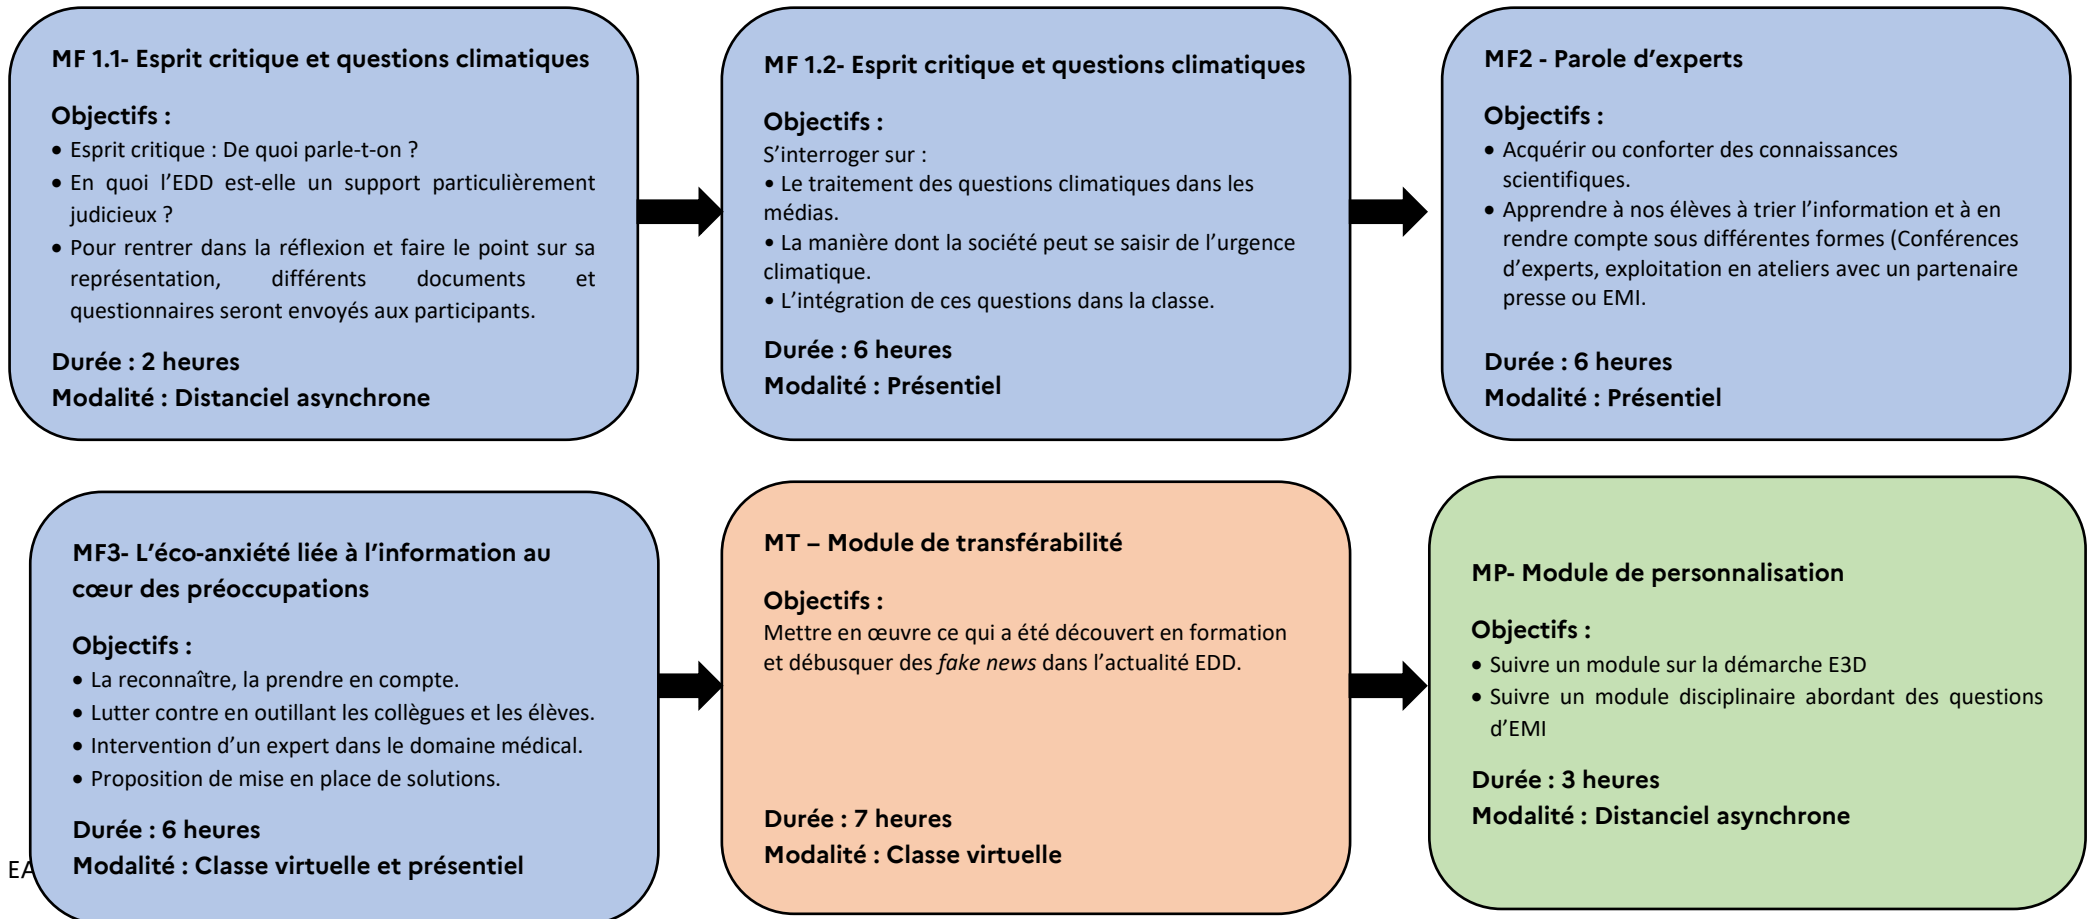 MF 1.1- Esprit critique et questions climatiques
Objectifs :
• Esprit critique : De quoi parle-t-on ?
• En quoi l’EDD est-elle un support particulièrement
judicieux ?
• Pour rentrer dans la réflexion et faire le point sur sa
représentation, différents documents et
questionnaires seront envoyés aux participants.
Durée : 2 heures
Modalité : Distanciel asynchrone
MF 1.2- Esprit critique et questions climatiques
Objectifs :
S’interroger sur :
• Le traitement des questions climatiques dans les
médias.
• La manière dont la société peut se saisir de l’urgence
climatique.
• L’intégration de ces questions dans la classe.
Durée : 6 heures
Modalité : Présentiel
MF2 - Parole d’experts
Objectifs :
• Acquérir ou conforter des connaissances
scientifiques.
• Apprendre à nos élèves à trier l’information et à en
rendre compte sous différentes formes (Conférences
d’experts, exploitation en ateliers avec un partenaire
presse ou EMI.
Durée : 6 heures
Modalité : Présentiel
MF3- L’éco-anxiété liée à l’information au
cœur des préoccupations
Objectifs :
• La reconnaître, la prendre en compte.
• Lutter contre en outillant les collègues et les élèves.
• Intervention d’un expert dans le domaine médical.
• Proposition de mise en place de solutions.
Durée : 6 heures
Modalité : Classe virtuelle et présentiel
MT – Module de transférabilité
Objectifs :
Mettre en œuvre ce qui a été découvert en formation
et débusquer des fake news dans l’actualité EDD.
Durée : 7 heures
Modalité : Classe virtuelle
MP- Module de personnalisation
Objectifs :
• Suivre un module sur la démarche E3D
• Suivre un module disciplinaire abordant des questions
d’EMI
Durée : 3 heures
Modalité : Distanciel asynchrone